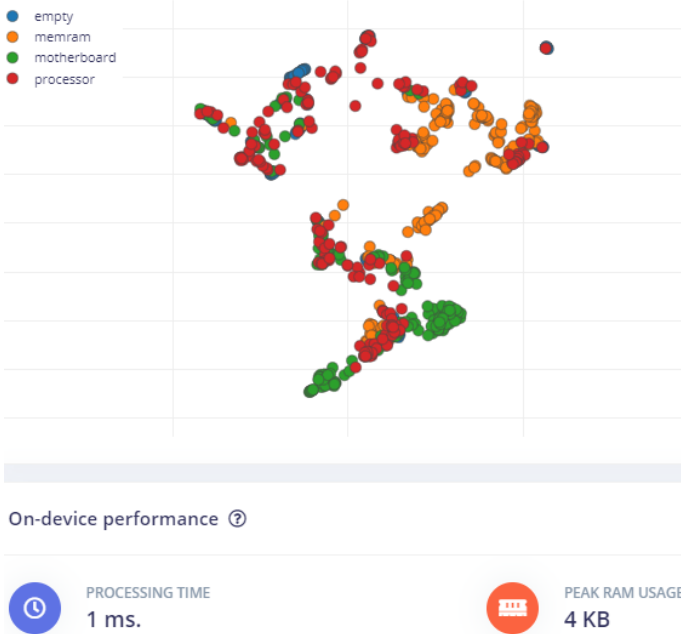 empty
memram
motherboard
processor
On-device performance
PROCESSING TIME
1 ms.
PEAK RAM USAGE
4 KB